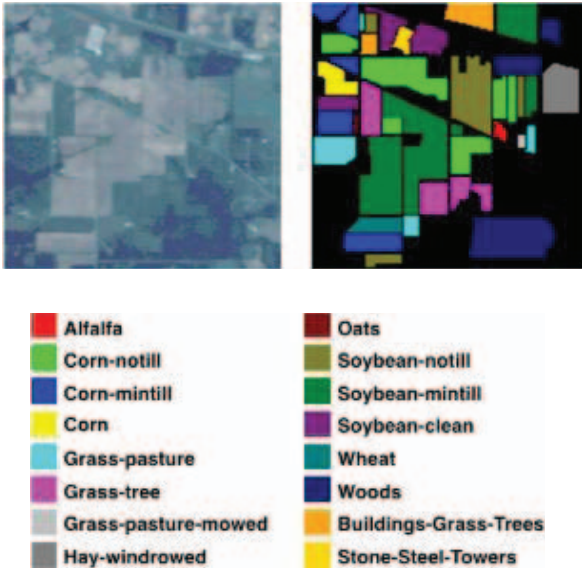 Alfalfa
Corn-notill
Corn-mintill
Corn
Grass-pasture
Grass-tree
Grass-pasture-mowed
Hay-windrowed
Oats
Soybean-notill
Soybean-mintill
Soybean-clean
Wheat
Woods
Buildings-Grass-Trees
Stone-Steel-Towers